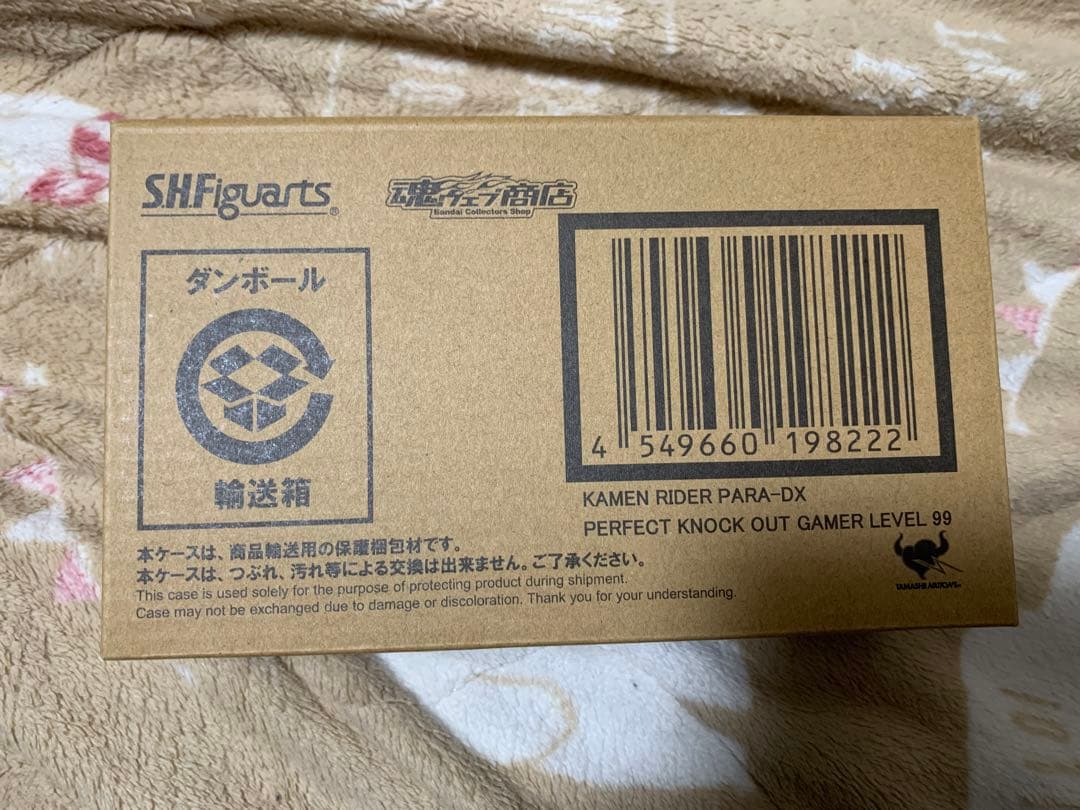 S.H.Figuarts®
魂ウェブ商店
Bandai Collectors Shop
ダンボール
輸送箱
4 549660 198222
KAMEN RIDER PARA-DX
PERFECT KNOCK OUT GAMER LEVEL 99
TAMASHII NATIONS
本ケースは、商品輸送用の保護梱包材です。
本ケースは、つぶれ、汚れ等による交換は出来ません。ご了承ください。
This case is used solely for the purpose of protecting product during shipment.
Case may not be exchanged due to damage or discoloration. Thank you for your understanding.